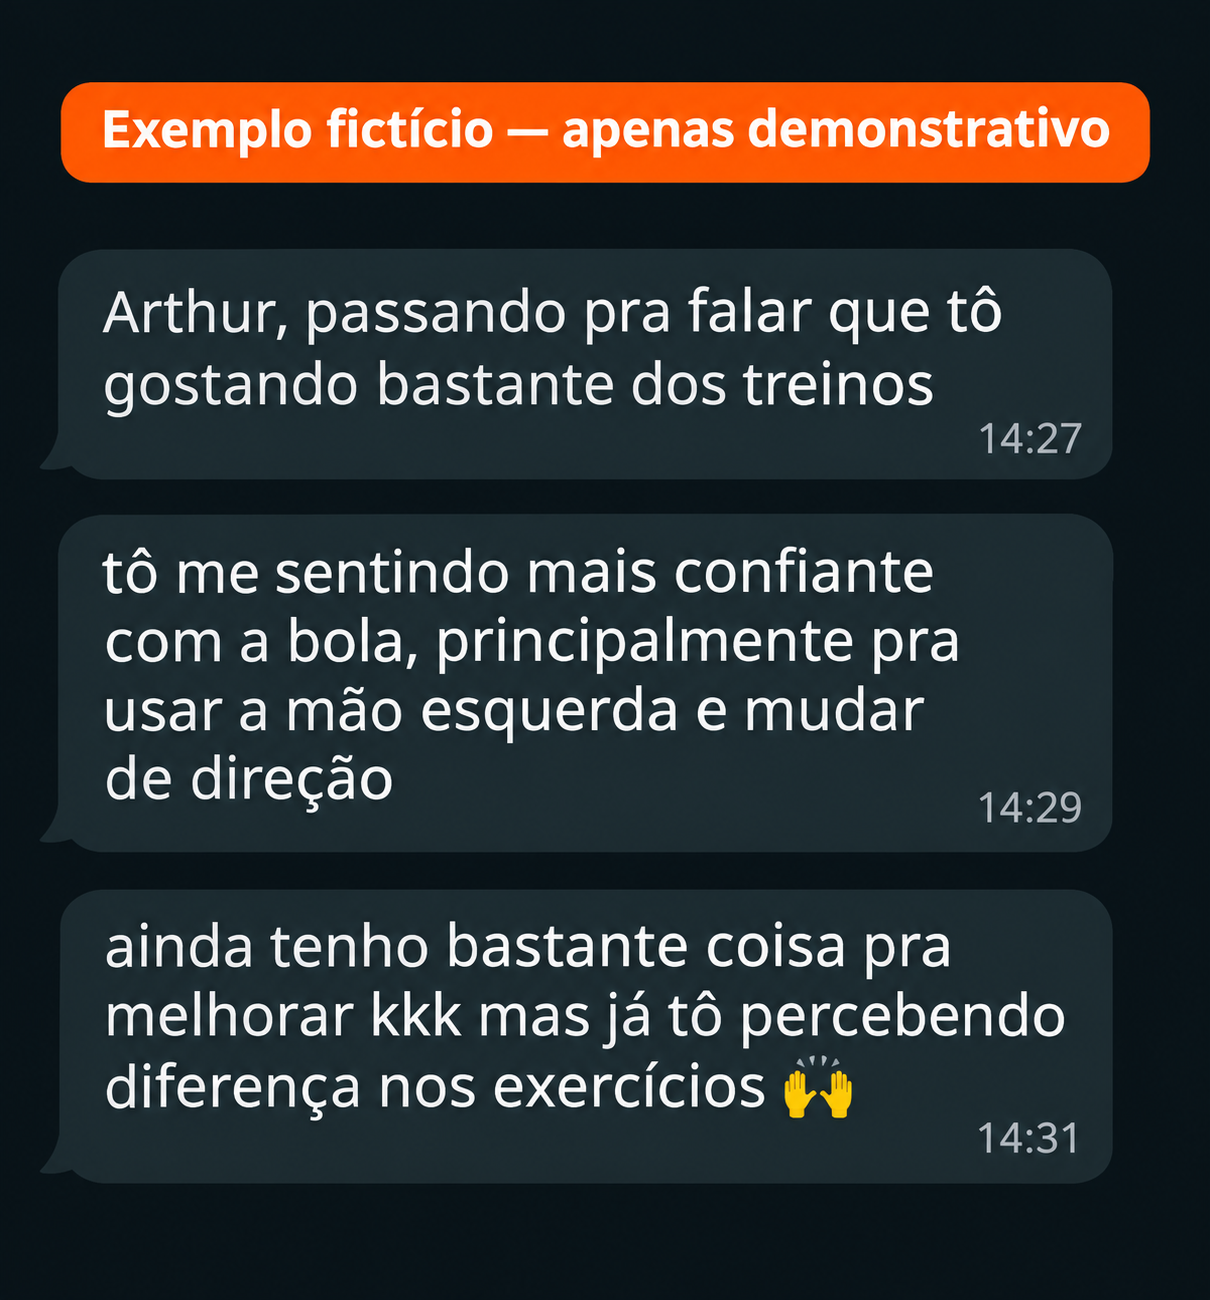 Exemplo fictício — apenas demonstrativo
Arthur, passando pra falar que tô
gostando bastante dos treinos
14:27
tô me sentindo mais confiante
com a bola, principalmente pra
usar a mão esquerda e mudar
de direção
14:29
ainda tenho bastante coisa pra
melhorar kkk mas já tô percebendo
diferença nos exercícios 🙌
14:31